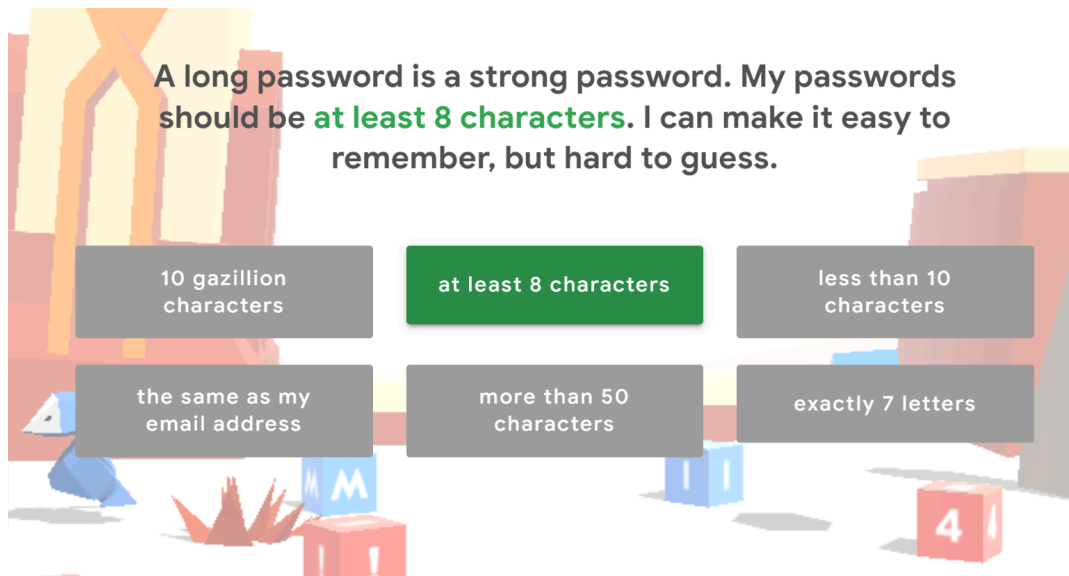 A long password is a strong password. My passwords
should be at least 8 characters. I can make it easy to
remember, but hard to guess.
10 gazillion
characters
at least 8 characters
less than 10
characters
the same as my
email address
more than 50
characters
exactly 7 letters
M M
I I
4
! !